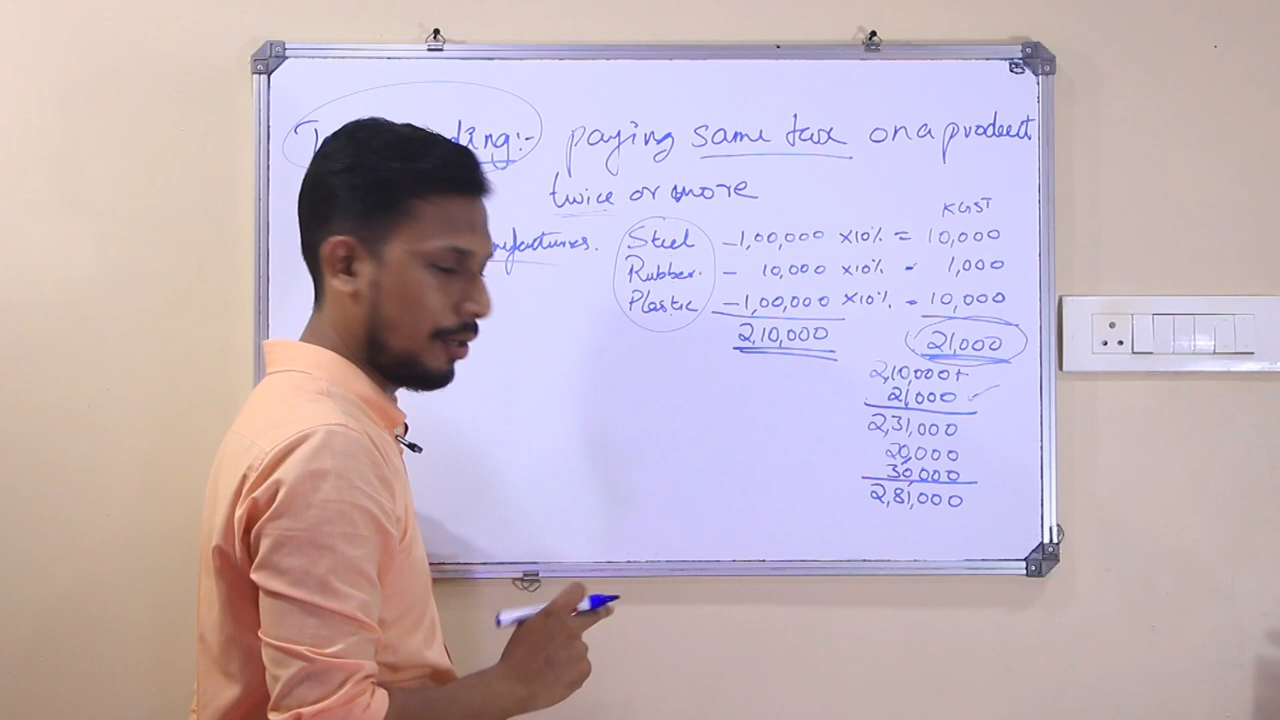 paying same tax on a product
twice or more
KGST
Steel - 1,00,000 x10% = 10,000
Rubber. - 10,000 x10% - 1,000
Plastic - 1,00,000 x10% = 10,000
2,10,000 21,000
2,10,000+
21,000
2,31,000
20,000
30,000
2,81,000